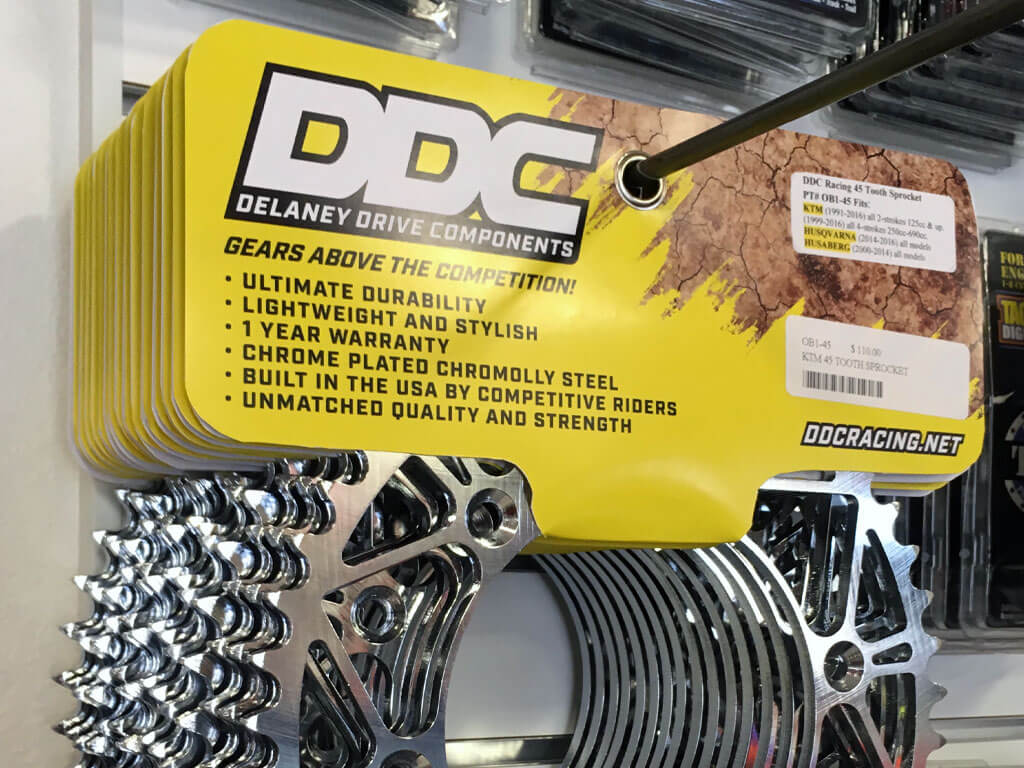 DDC
DELANEY DRIVE COMPONENTS
GEARS ABOVE THE COMPETITION!
• ULTIMATE DURABILITY
• LIGHTWEIGHT AND STYLISH
• 1 YEAR WARRANTY
• CHROME PLATED CHROMOLLY STEEL
• BUILT IN THE USA BY COMPETITIVE RIDERS
• UNMATCHED QUALITY AND STRENGTH
DDC Racing 45 Tooth Sprocket
PT# OB1-45 Fits:
KTM (1991-2016) all 2-strokes 125cc & up.
(1999-2016) all 4-strokes 250cc-690cc
HUSQVARNA (2014-2016) all models
HUSABERG (2000-2014) all models
OB1-45 $ 110.00
KTM 45 TOOTH SPROCKET
DDCRACING.NET